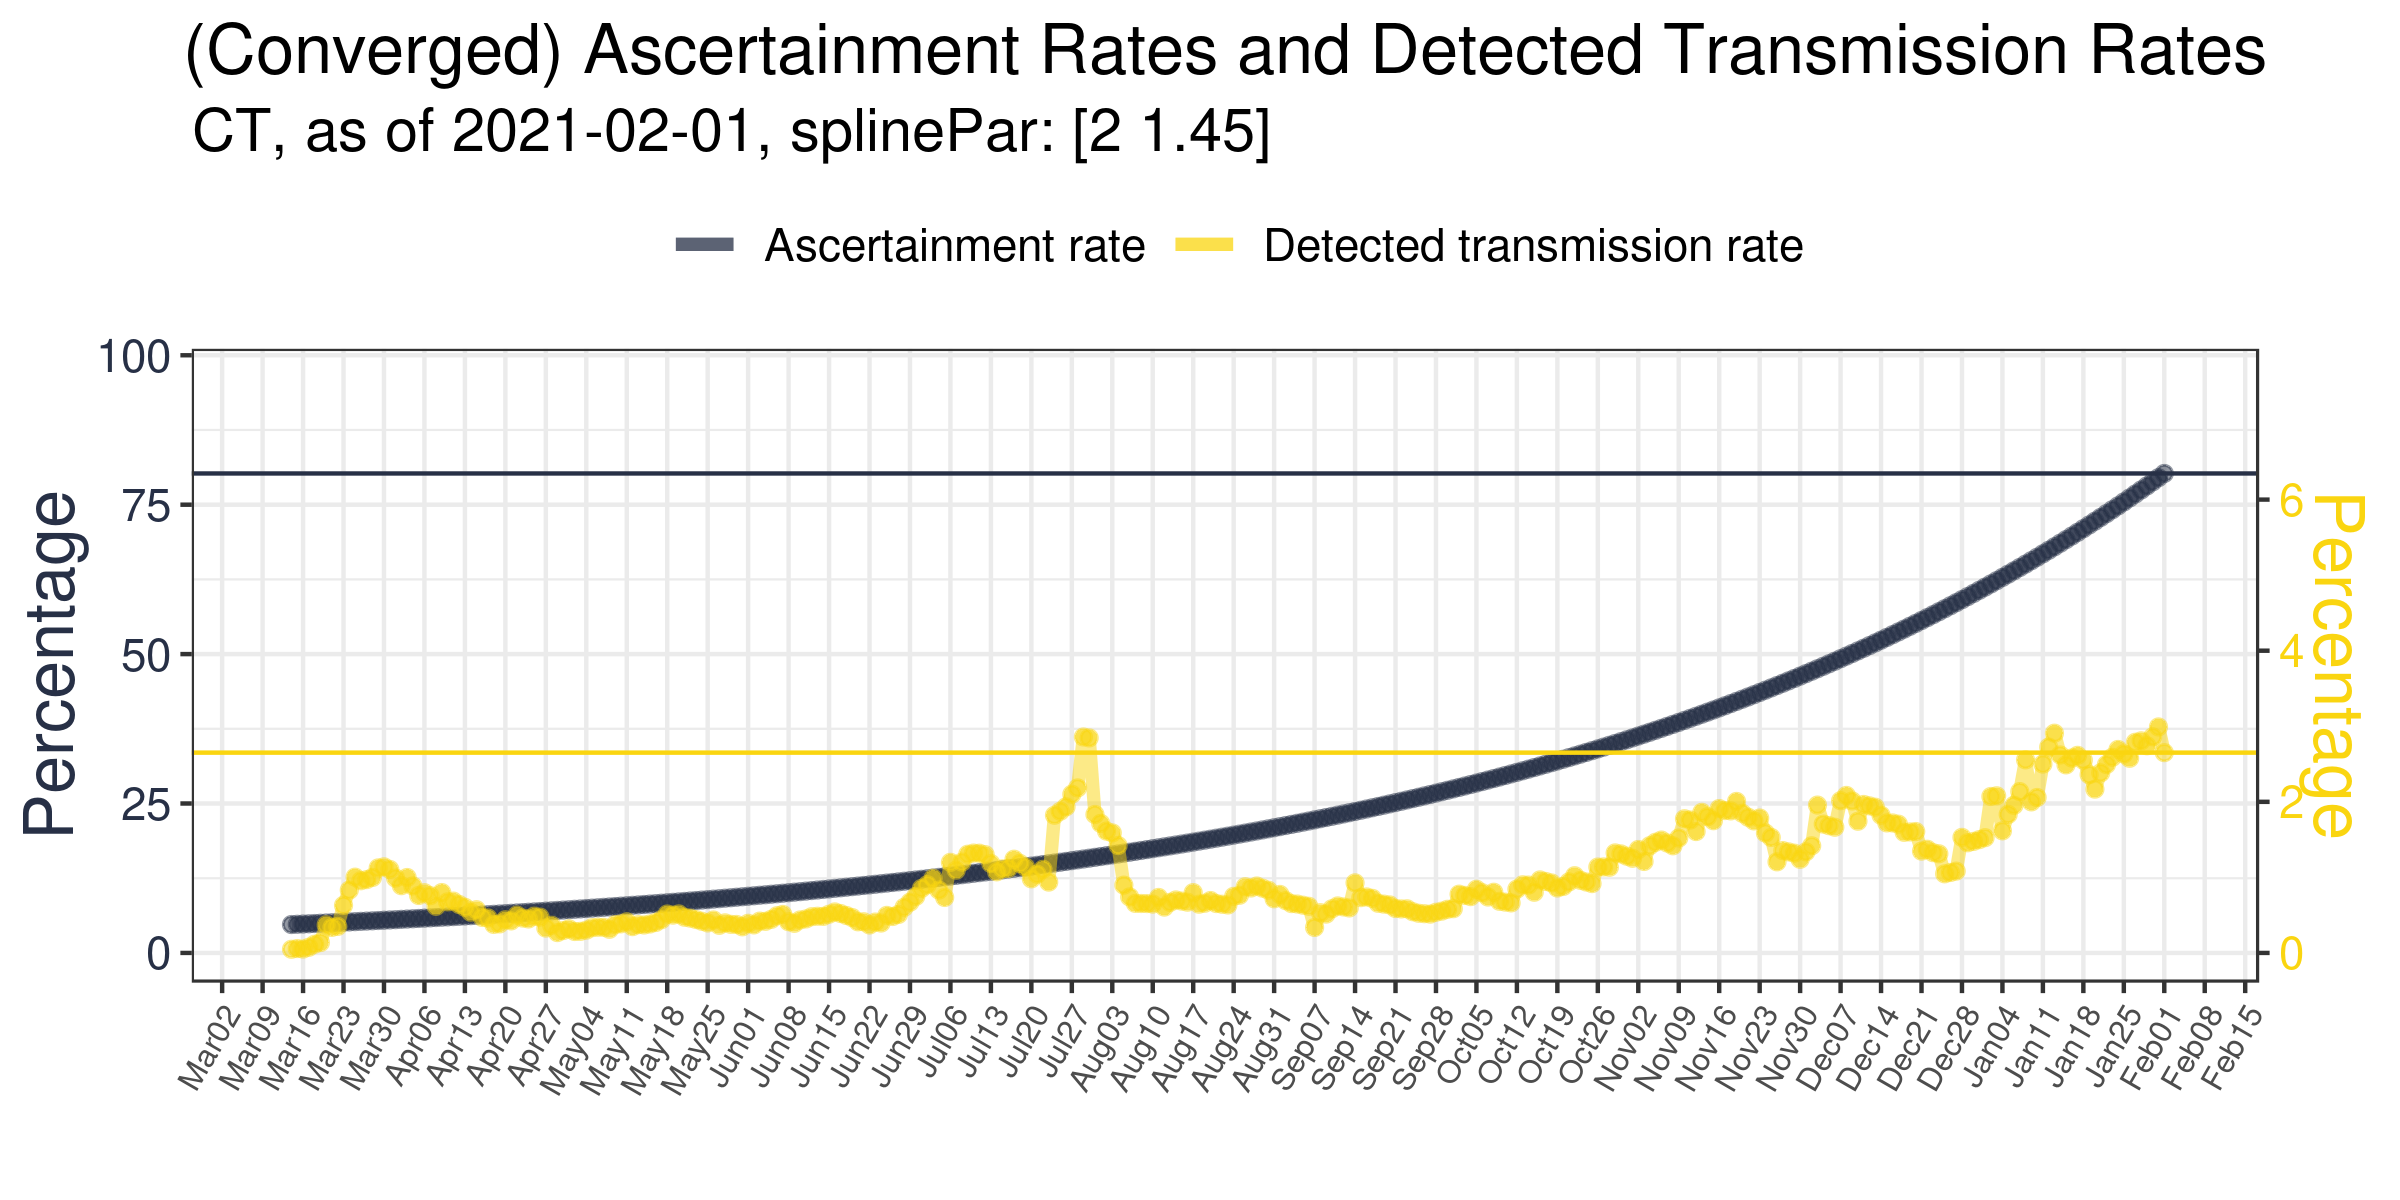 (Converged) Ascertainment Rates and Detected Transmission Rates
CT, as of 2021-02-01, splinePar: [2 1.45]
Ascertainment rate
Detected transmission rate
Percentage
100
75
50
25
0
6
4
2
0
Percentage
Mar02
Mar09
Mar16
Mar23
Mar30
Apr06
Apr13
Apr20
Apr27
May04
May11
May18
May25
Jun01
Jun08
Jun15
Jun22
Jun29
Jul06
Jul13
Jul20
Jul27
Aug03
Aug10
Aug17
Aug24
Aug31
Sep07
Sep14
Sep21
Sep28
Oct05
Oct12
Oct19
Oct26
Nov02
Nov09
Nov16
Nov23
Nov30
Dec07
Dec14
Dec21
Dec28
Jan04
Jan11
Jan18
Jan25
Feb01
Feb08
Feb15